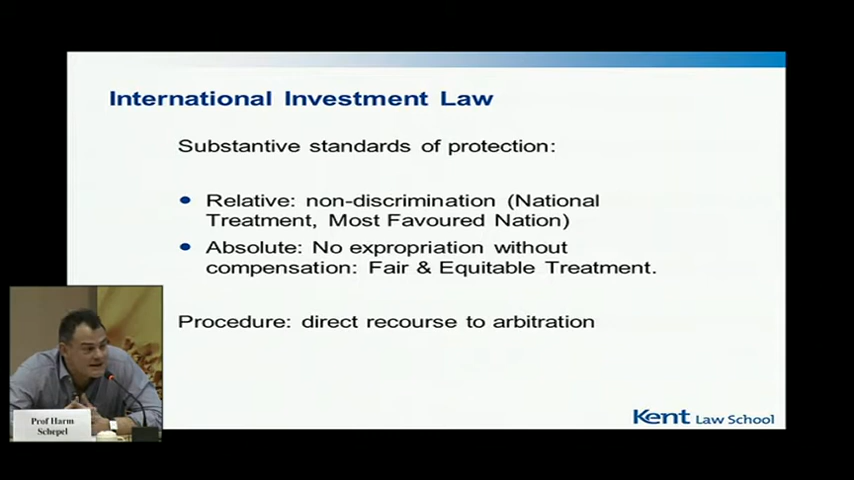 International Investment Law
Substantive standards of protection:
Relative: non-discrimination (National
Treatment, Most Favoured Nation)
Absolute: No expropriation without
compensation: Fair & Equitable Treatment.
Procedure: direct recourse to arbitration
Prof Harm
Schepel
Kent Law School